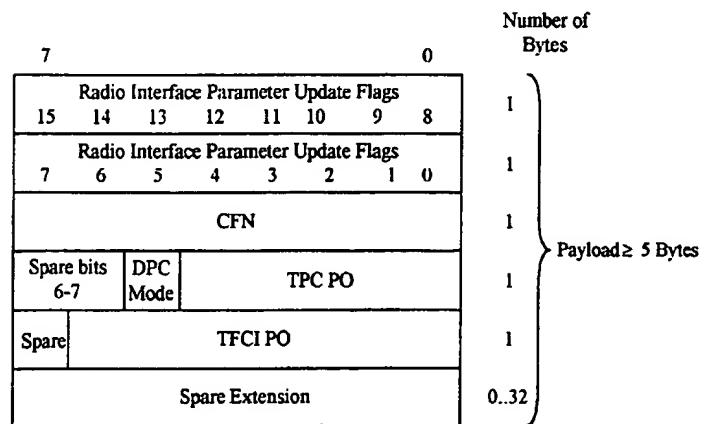 Number of
Bytes
7 0
Radio Interface Parameter Update Flags
15 14 13 12 11 10 9 8
1
Radio Interface Parameter Update Flags
7 6 5 4 3 2 1 0
1
CFN
1
Payload ≥ 5 Bytes
Spare bits
6-7
DPC
Mode
TPC PO
1
Spare
TFCI PO
1
Spare Extension
0..32